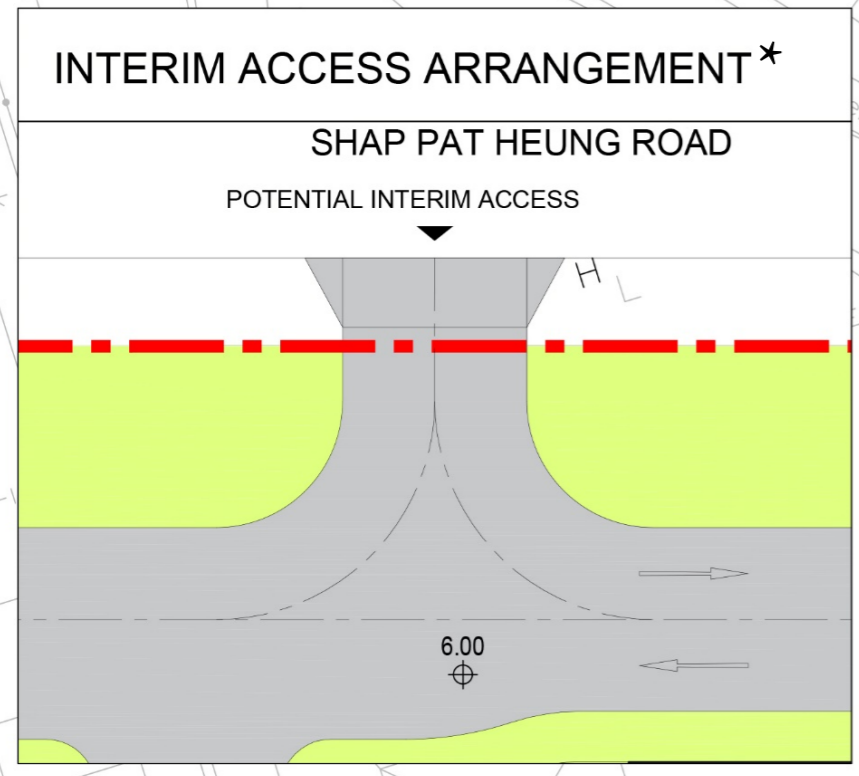 INTERIM ACCESS ARRANGEMENT*
SHAP PAT HEUNG ROAD
POTENTIAL INTERIM ACCESS
H L
6.00